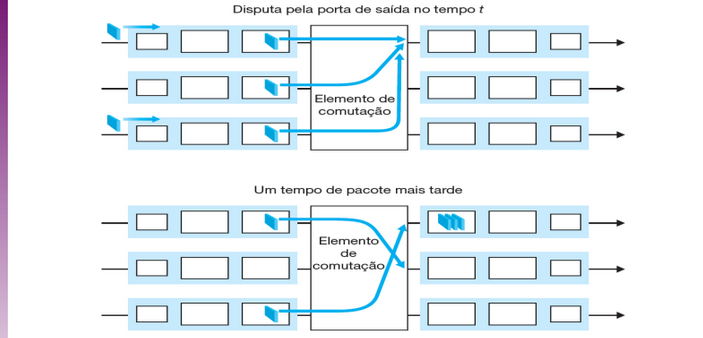 Disputa pela porta de saída no tempo t
Elemento de
comutação
Um tempo de pacote mais tarde
Elemento
de
comutação